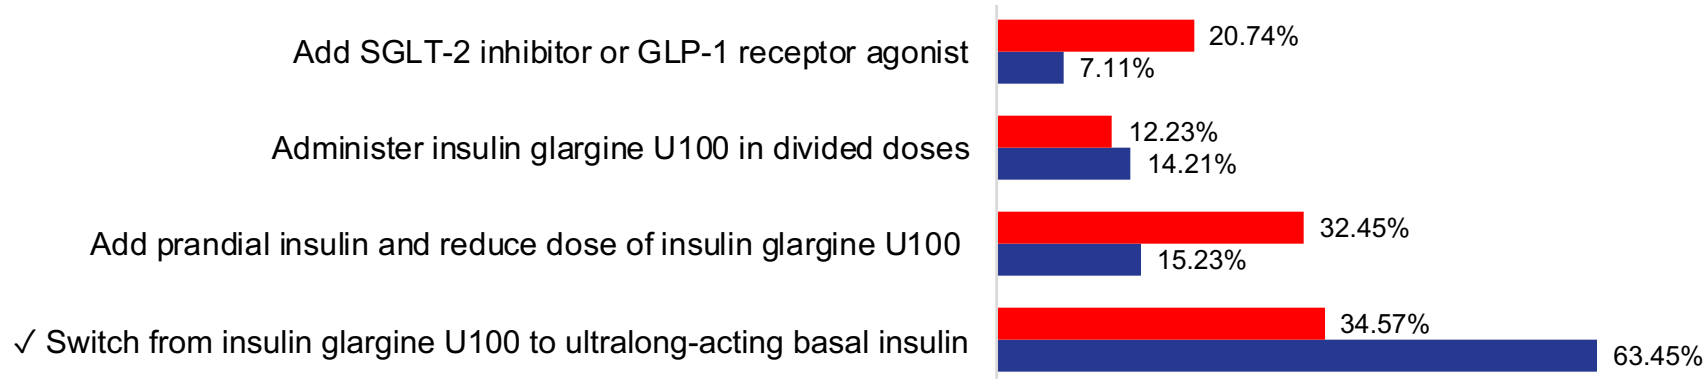 Add SGLT-2 inhibitor or GLP-1 receptor agonist
20.74%
7.11%
Administer insulin glargine U100 in divided doses
12.23%
14.21%
Add prandial insulin and reduce dose of insulin glargine U100
32.45%
15.23%
✓ Switch from insulin glargine U100 to ultralong-acting basal insulin
34.57%
63.45%